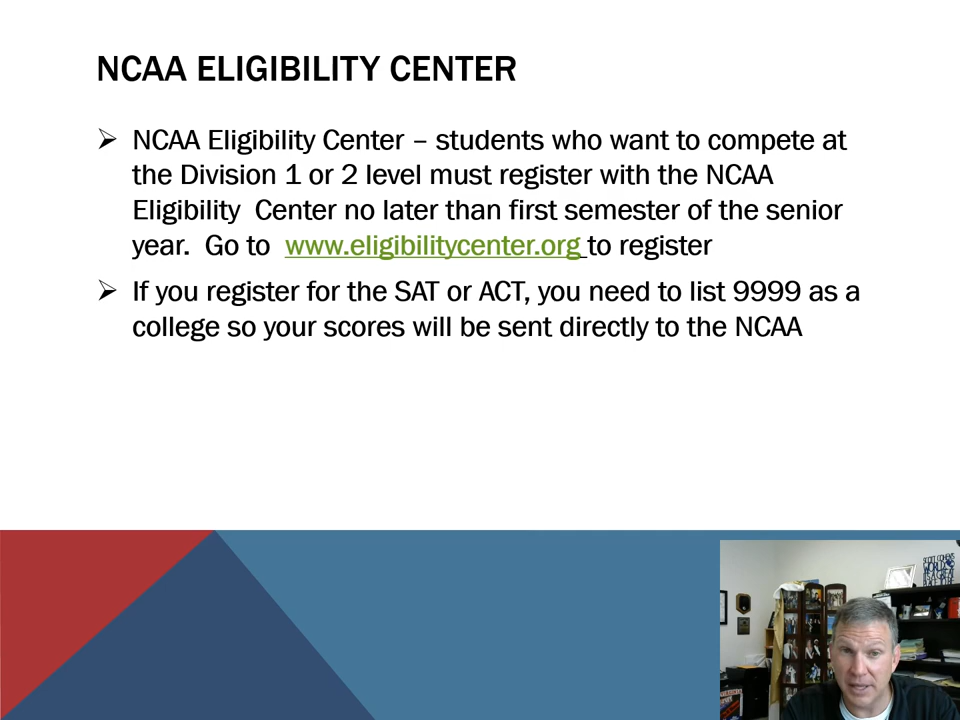 NCAA ELIGIBILITY CENTER
➢ NCAA Eligibility Center – students who want to compete at
the Division 1 or 2 level must register with the NCAA
Eligibility  Center no later than first semester of the senior
year.  Go to  www.eligibilitycenter.org to register
➢ If you register for the SAT or ACT, you need to list 9999 as a
college so your scores will be sent directly to the NCAA